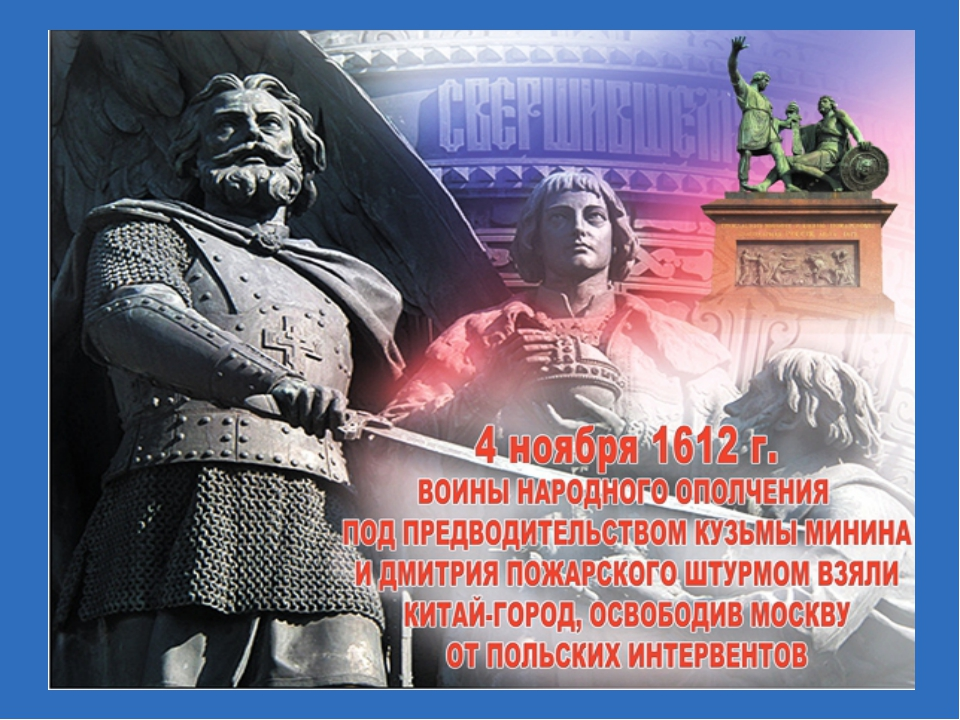 СВЕРШИВШЕМ
4 ноября 1612 г.
ВОИНЫ НАРОДНОГО ОПОЛЧЕНИЯ
ПОД ПРЕДВОДИТЕЛЬСТВОМ КУЗЬМЫ МИНИНА
И ДМИТРИЯ ПОЖАРСКОГО ШТУРМОМ ВЗЯЛИ
КИТАЙ-ГОРОД, ОСВОБОДИВ МОСКВУ
ОТ ПОЛЬСКИХ ИНТЕРВЕНТОВ